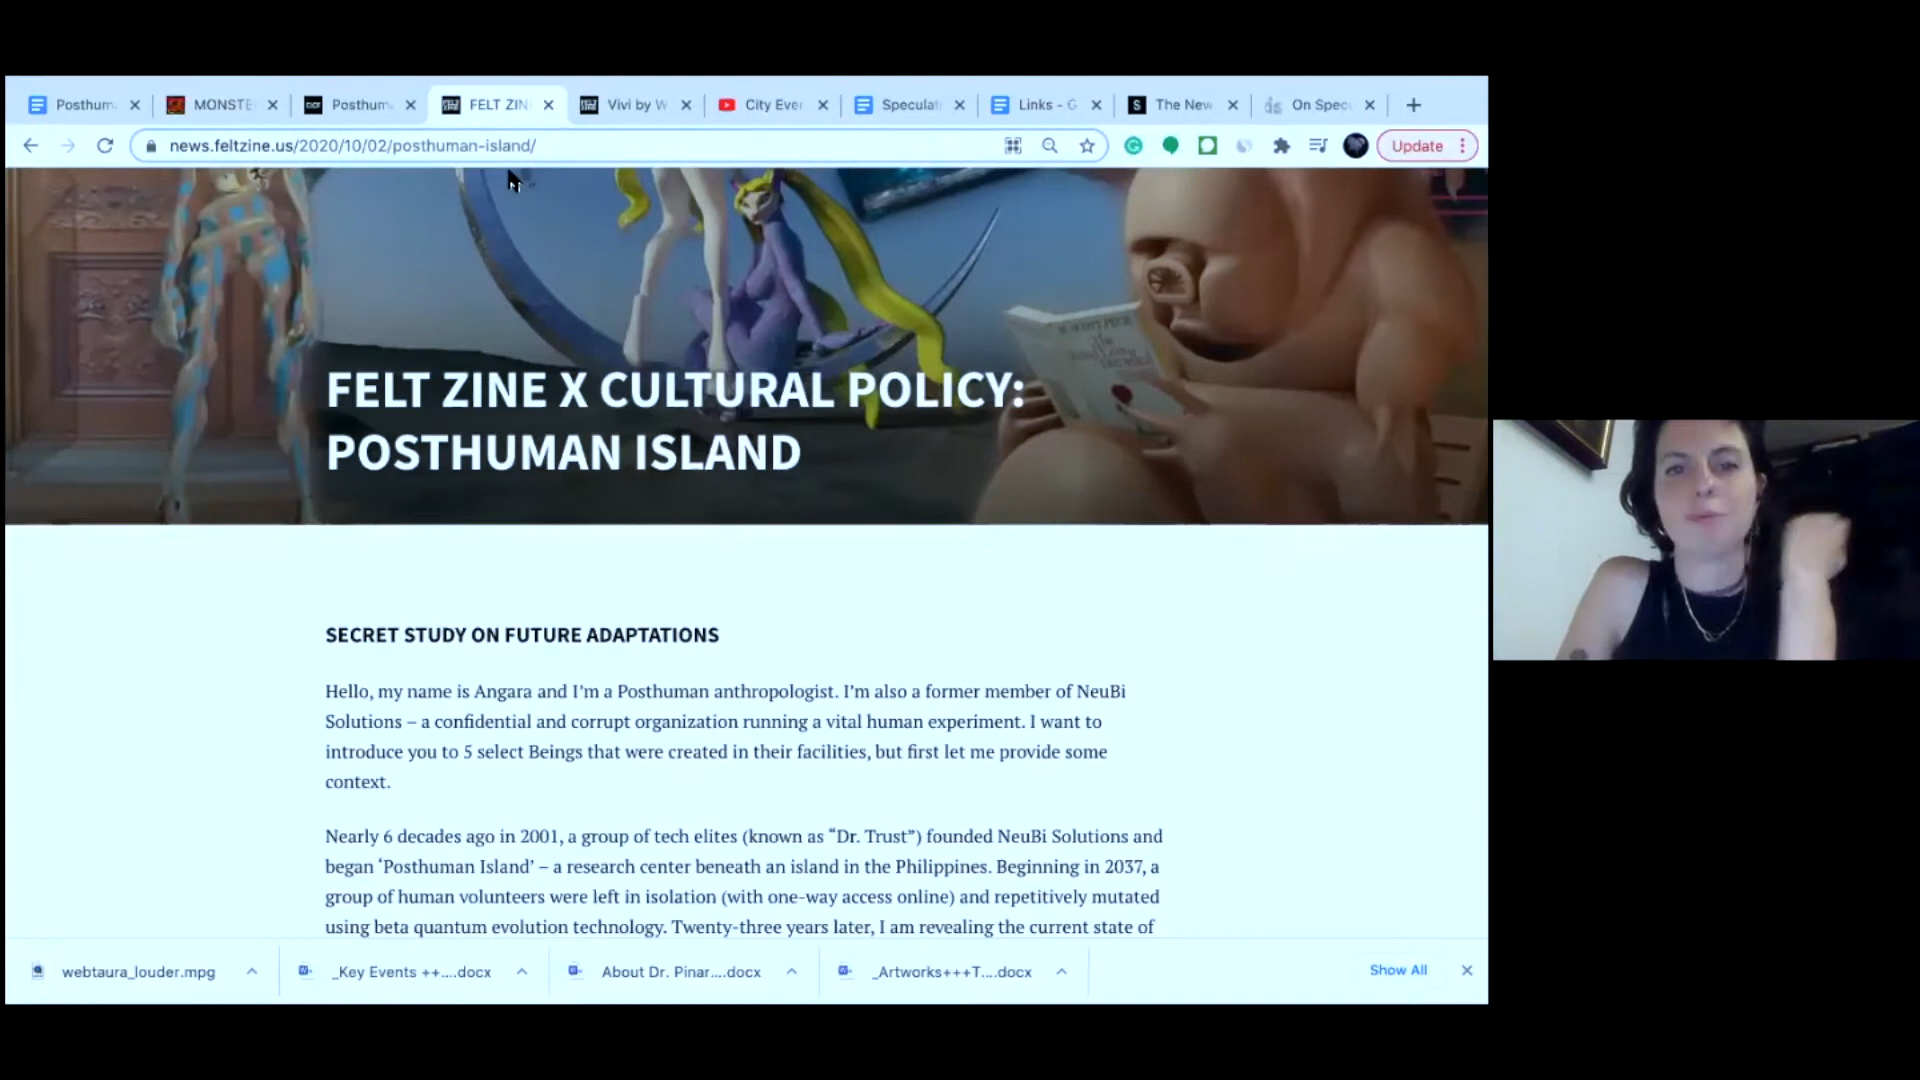 Posthum
MONSTE
Posthum
FELT ZIN
Vivi by W
City Ever
Speculat
Links - G
The New
On Spec
news.feltzine.us/2020/10/02/posthuman-island/
Update
M. SCOTT PECK
FELT ZINE X CULTURAL POLICY:
POSTHUMAN ISLAND
SECRET STUDY ON FUTURE ADAPTATIONS
Hello, my name is Angara and I’m a Posthuman anthropologist. I’m also a former member of NeuBi
Solutions – a confidential and corrupt organization running a vital human experiment. I want to
introduce you to 5 select Beings that were created in their facilities, but first let me provide some
context.
Nearly 6 decades ago in 2001, a group of tech elites (known as “Dr. Trust”) founded NeuBi Solutions and
began ‘Posthuman Island’ – a research center beneath an island in the Philippines. Beginning in 2037, a
group of human volunteers were left in isolation (with one-way access online) and repetitively mutated
using beta quantum evolution technology. Twenty-three years later, I am revealing the current state of
webtaura_louder.mpg
_Key Events ++....docx
About Dr. Pinar....docx
_Artworks+++T....docx
Show All